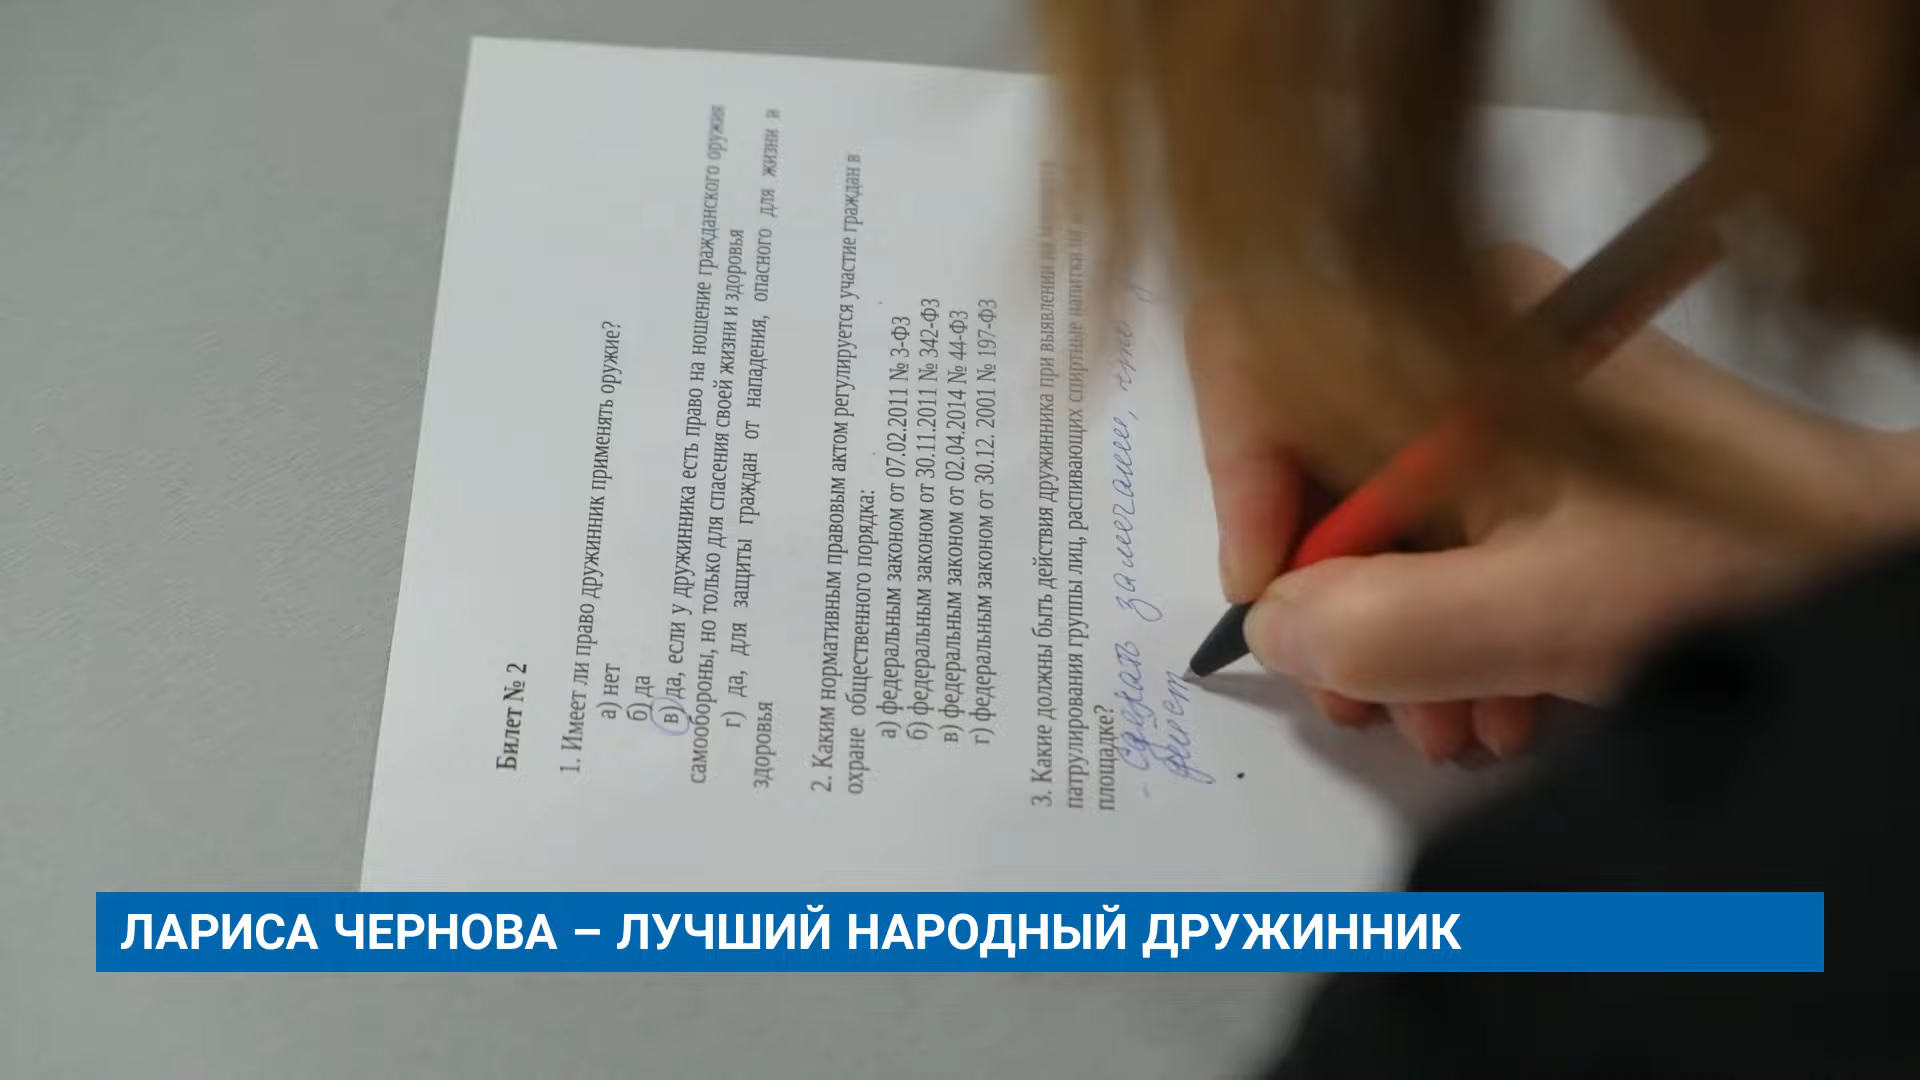 Билет № 2
1. Имеет ли право дружинник применять оружие?
а) нет
б) да
в) да, если у дружинника есть право на ношение гражданского оружия
самообороны, но только для спасения своей жизни и здоровья
г) да, для защиты граждан от нападения, опасного для жизни и
здоровья
2. Каким нормативным правовым актом регулируется участие граждан в
охране общественного порядка:
а) федеральным законом от 07.02.2011 № 3-ФЗ
б) федеральным законом от 30.11.2011 № 342-ФЗ
в) федеральным законом от 02.04.2014 № 44-ФЗ
г) федеральным законом от 30.12. 2001 № 197-ФЗ
3. Какие должны быть действия дружинника при выявлении
патрулирования группы лиц, распивающих спиртные напитки
площадке?
- сделать замечание, что
ЛАРИСА ЧЕРНОВА – ЛУЧШИЙ НАРОДНЫЙ ДРУЖИННИК